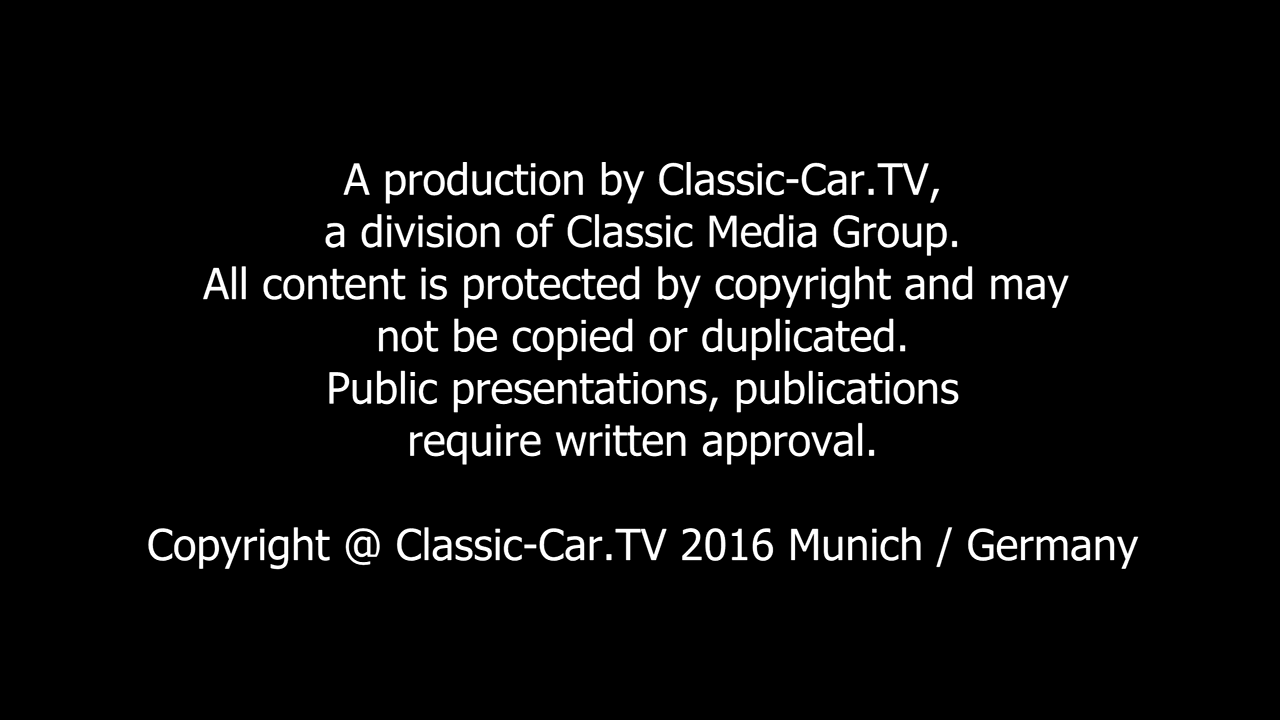 A production by Classic-Car.TV,
a division of Classic Media Group.
All content is protected by copyright and may
not be copied or duplicated.
Public presentations, publications
require written approval.
Copyright @ Classic-Car.TV 2016 Munich / Germany